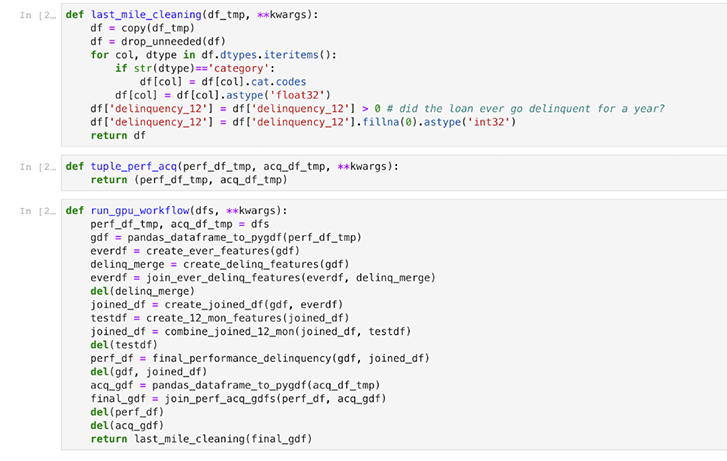 In [2… def last_mile_cleaning(df_tmp, **kwargs):
    df = copy(df_tmp)
    df = drop_unneeded(df)
    for col, dtype in df.dtypes.iteritems():
        if str(dtype)=='category':
            df[col] = df[col].cat.codes
        df[col] = df[col].astype('float32')
    df['delinquency_12'] = df['delinquency_12'] > 0 # did the loan ever go delinquent for a year?
    df['delinquency_12'] = df['delinquency_12'].fillna(0).astype('int32')
    return df
In [2… def tuple_perf_acq(perf_df_tmp, acq_df_tmp, **kwargs):
    return (perf_df_tmp, acq_df_tmp)
In [2… def run_gpu_workflow(dfs, **kwargs):
    perf_df_tmp, acq_df_tmp = dfs
    gdf = pandas_dataframe_to_pygdf(perf_df_tmp)
    everdf = create_ever_features(gdf)
    delinq_merge = create_delinq_features(gdf)
    everdf = join_ever_delinq_features(everdf, delinq_merge)
    del(delinq_merge)
    joined_df = create_joined_df(gdf, everdf)
    testdf = create_12_mon_features(joined_df)
    joined_df = combine_joined_12_mon(joined_df, testdf)
    del(testdf)
    perf_df = final_performance_delinquency(gdf, joined_df)
    del(gdf, joined_df)
    acq_gdf = pandas_dataframe_to_pygdf(acq_df_tmp)
    final_gdf = join_perf_acq_gdfs(perf_df, acq_gdf)
    del(perf_df)
    del(acq_gdf)
    return last_mile_cleaning(final_gdf)